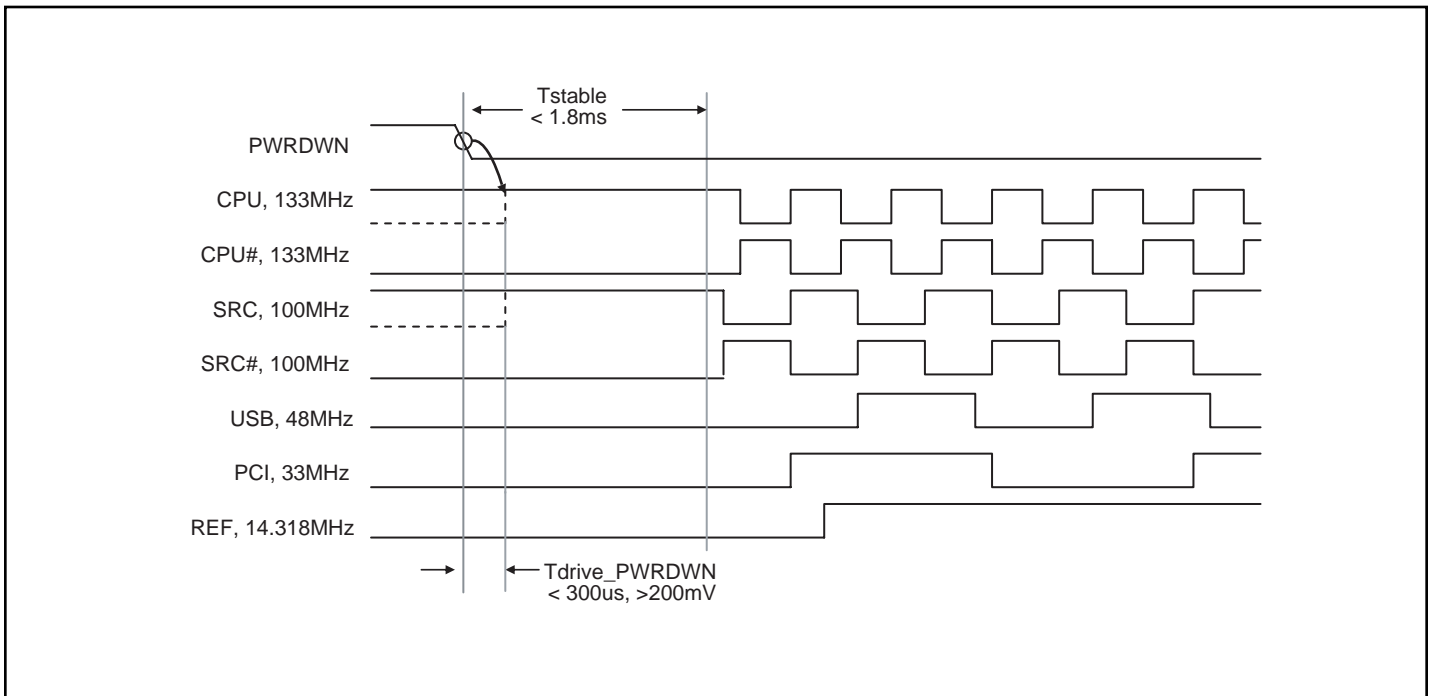 Tstable
< 1.8ms
PWRDWN
CPU, 133MHz
CPU#, 133MHz
SRC, 100MHz
SRC#, 100MHz
USB, 48MHz
PCI, 33MHz
REF, 14.318MHz
Tdrive_PWRDWN
< 300us, >200mV